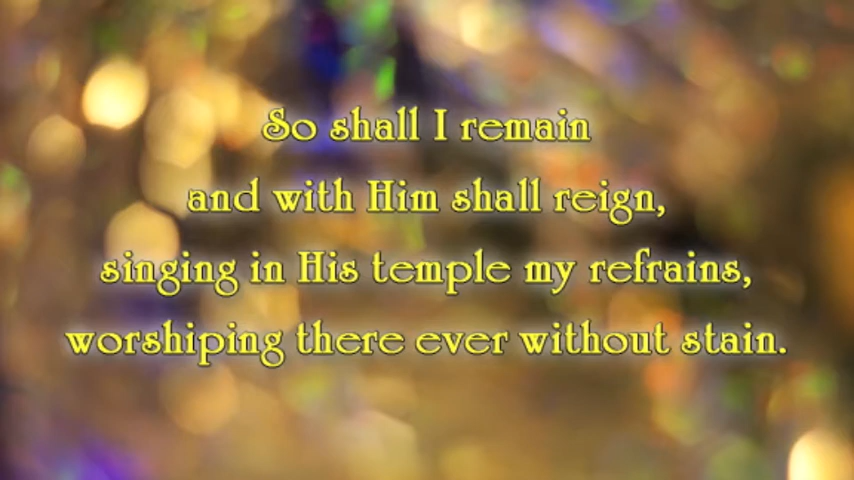 So shall I remain
and with Him shall reign,
singing in His temple my refrains,
worshiping there ever without stain.